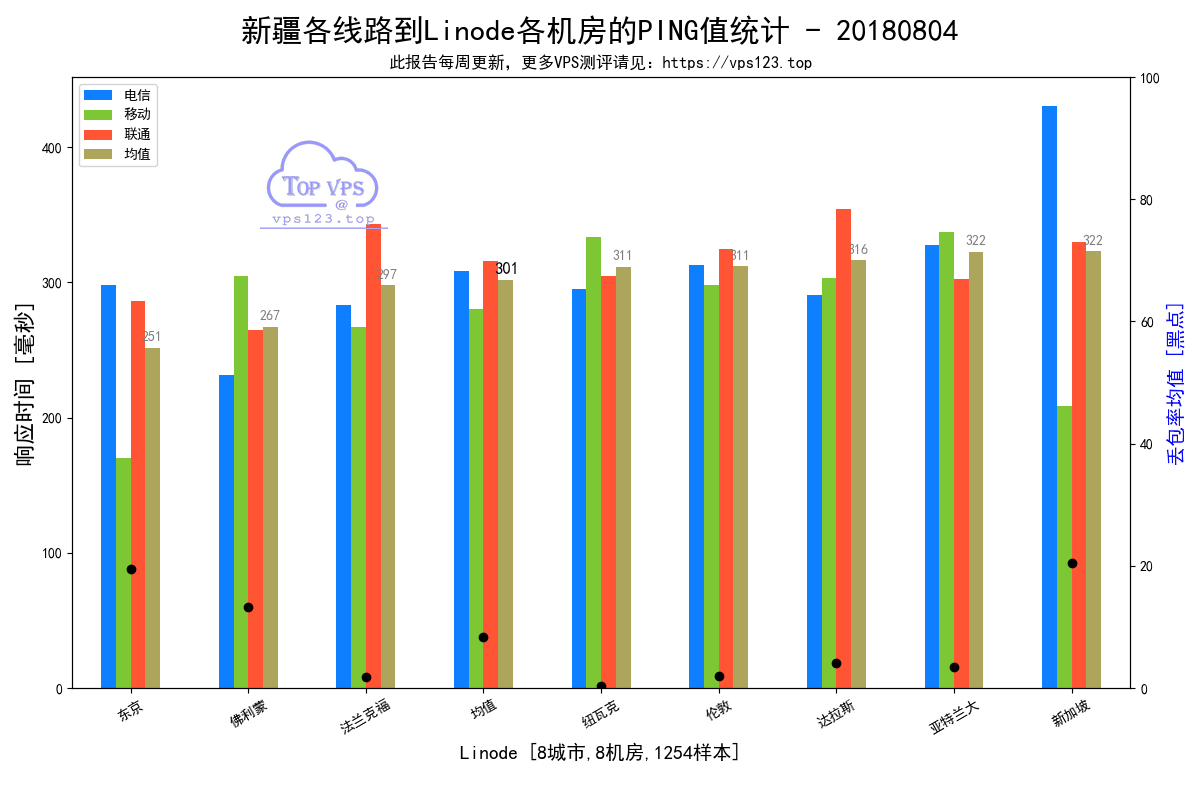 新疆各线路到Linode各机房的PING值统计 - 20180804
此报告每周更新，更多VPS测评请见：https://vps123.top
电信
移动
联通
均值
TOP VPS
@
vps123.top
响应时间 [毫秒]
400
300
200
100
0
251
267
297
301
311
311
316
322
322
100
80
60
40
20
0
丢包率均值 [黑点]
东京
佛利蒙
法兰克福
均值
纽瓦克
伦敦
达拉斯
亚特兰大
新加坡
Linode [8城市,8机房,1254样本]